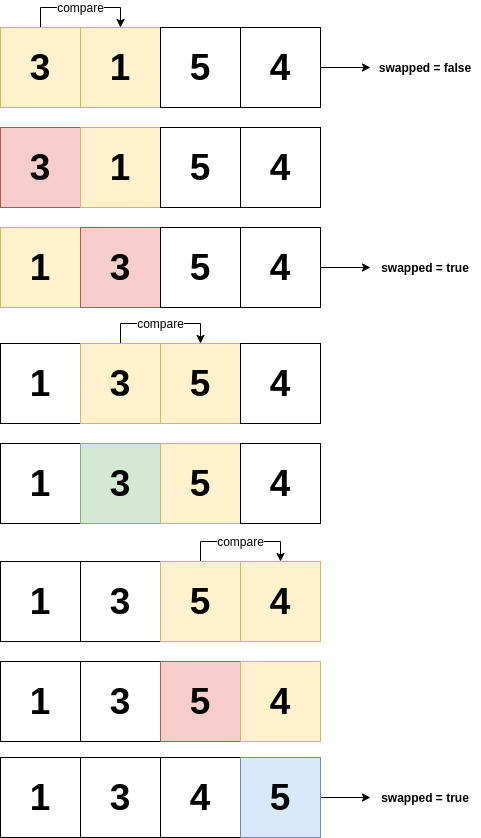 compare
3 1 5 4 swapped = false
3 1 5 4
1 3 5 4 swapped = true
compare
1 3 5 4
1 3 5 4
compare
1 3 5 4
1 3 5 4
1 3 4 5 swapped = true